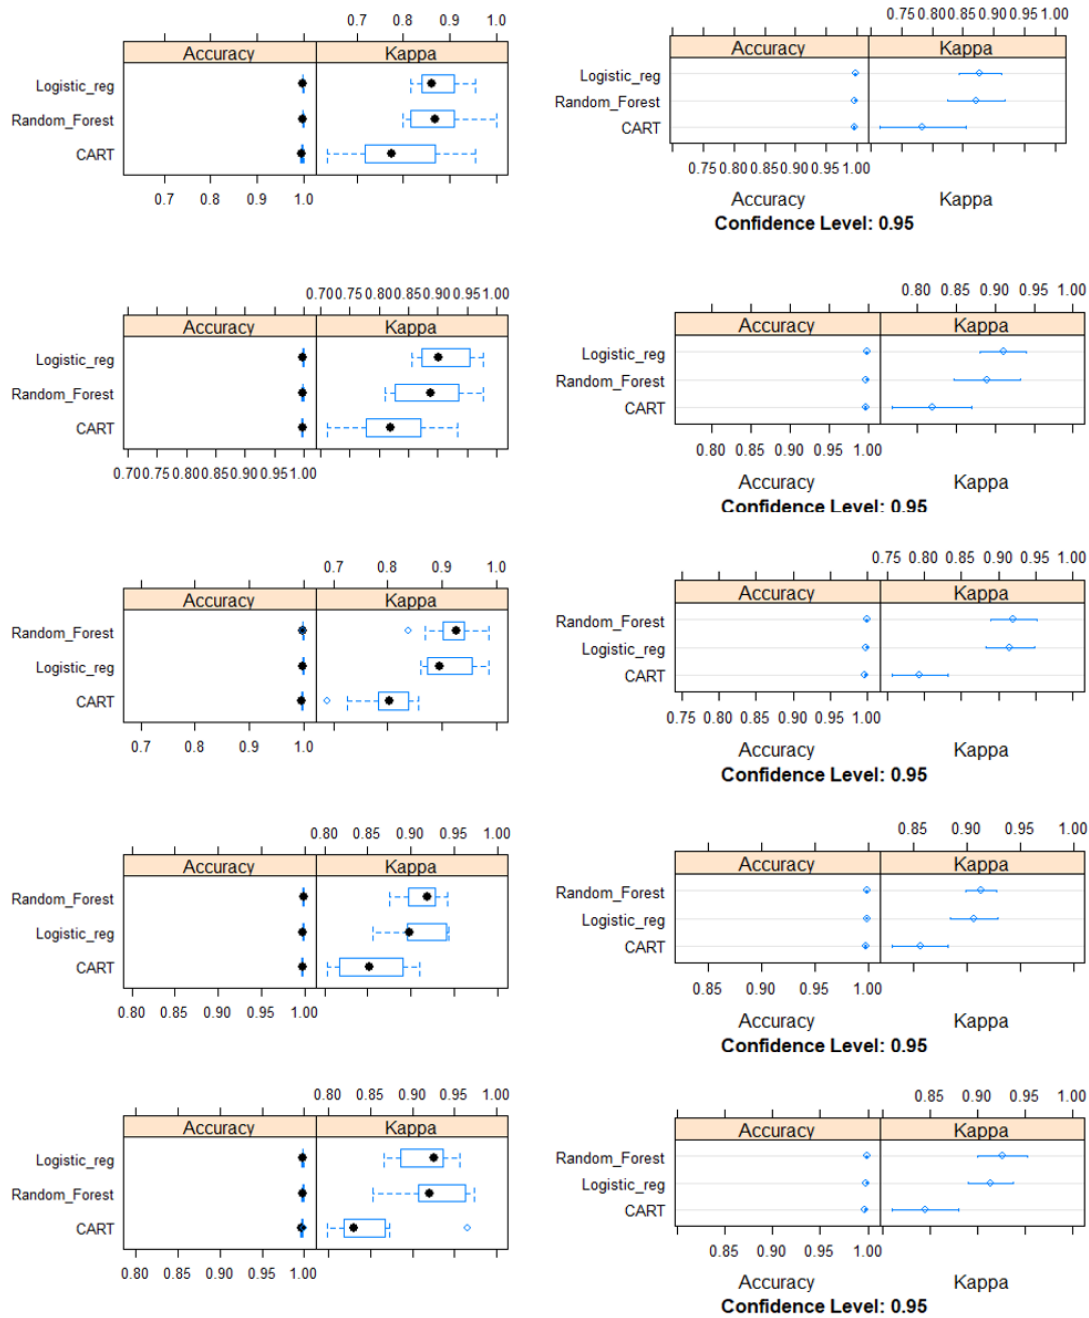 0.7 0.8 0.9 1.0
Accuracy Kappa
Logistic_reg
Random_Forest
CART
0.7 0.8 0.9 1.0
0.75 0.80 0.85 0.90 0.95 1.00
Accuracy Kappa
Logistic_reg
Random_Forest
CART
0.75 0.80 0.85 0.90 0.95 1.00
Accuracy Kappa
Confidence Level: 0.95
0.70 0.75 0.80 0.85 0.90 0.95 1.00
Accuracy Kappa
Logistic_reg
Random_Forest
CART
0.70 0.75 0.80 0.85 0.90 0.95 1.00
0.80 0.85 0.90 0.95 1.00
Accuracy Kappa
Logistic_reg
Random_Forest
CART
0.80 0.85 0.90 0.95 1.00
Accuracy Kappa
Confidence Level: 0.95
0.7 0.8 0.9 1.0
Accuracy Kappa
Random_Forest
Logistic_reg
CART
0.7 0.8 0.9 1.0
0.75 0.80 0.85 0.90 0.95 1.00
Accuracy Kappa
Random_Forest
Logistic_reg
CART
0.75 0.80 0.85 0.90 0.95 1.00
Accuracy Kappa
Confidence Level: 0.95
0.80 0.85 0.90 0.95 1.00
Accuracy Kappa
Random_Forest
Logistic_reg
CART
0.80 0.85 0.90 0.95 1.00
0.85 0.90 0.95 1.00
Accuracy Kappa
Random_Forest
Logistic_reg
CART
0.85 0.90 0.95 1.00
Accuracy Kappa
Confidence Level: 0.95
0.80 0.85 0.90 0.95 1.00
Accuracy Kappa
Logistic_reg
Random_Forest
CART
0.80 0.85 0.90 0.95 1.00
0.85 0.90 0.95 1.00
Accuracy Kappa
Random_Forest
Logistic_reg
CART
0.85 0.90 0.95 1.00
Accuracy Kappa
Confidence Level: 0.95